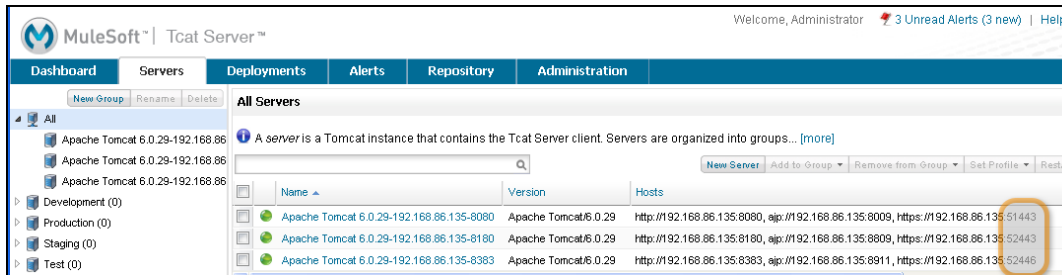 Welcome, Administrator 3 Unread Alerts (3 new) | Help
MuleSoft™ | Tcat Server™
Dashboard Servers Deployments Alerts Repository Administration
New Group Rename Delete
All
Apache Tomcat 6.0.29-192.168.86
Apache Tomcat 6.0.29-192.168.86
Apache Tomcat 6.0.29-192.168.86
Development (0)
Production (0)
Staging (0)
Test (0)
All Servers
A server is a Tomcat instance that contains the Tcat Server client. Servers are organized into groups... [more]
New Server Add to Group Remove from Group Set Profile Rest
Name Version Hosts
Apache Tomcat 6.0.29-192.168.86.135-8080 Apache Tomcat/6.0.29 http://192.168.86.135:8080, ajp://192.168.86.135:8009, https://192.168.86.135:51443
Apache Tomcat 6.0.29-192.168.86.135-8180 Apache Tomcat/6.0.29 http://192.168.86.135:8180, ajp://192.168.86.135:8809, https://192.168.86.135:52443
Apache Tomcat 6.0.29-192.168.86.135-8383 Apache Tomcat/6.0.29 http://192.168.86.135:8383, ajp://192.168.86.135:8911, https://192.168.86.135:52446